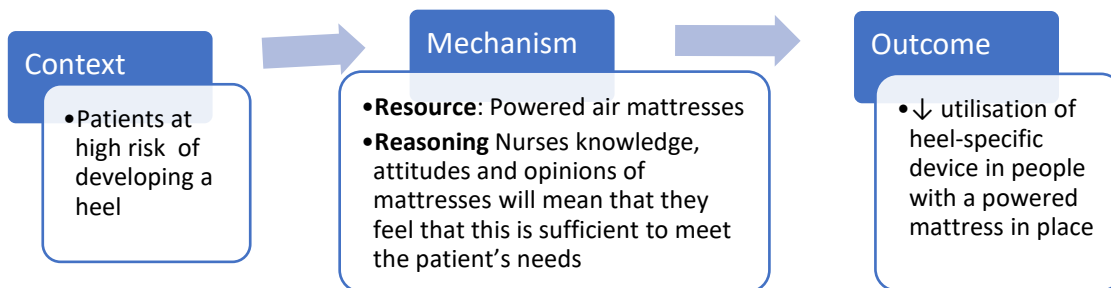 Context
•Patients at
high risk of
developing a
heel
Mechanism
•Resource: Powered air mattresses
•Reasoning Nurses knowledge,
attitudes and opinions of
mattresses will mean that they
feel that this is sufficient to meet
the patient's needs
Outcome
•↓ utilisation of
heel-specific
device in people
with a powered
mattress in place